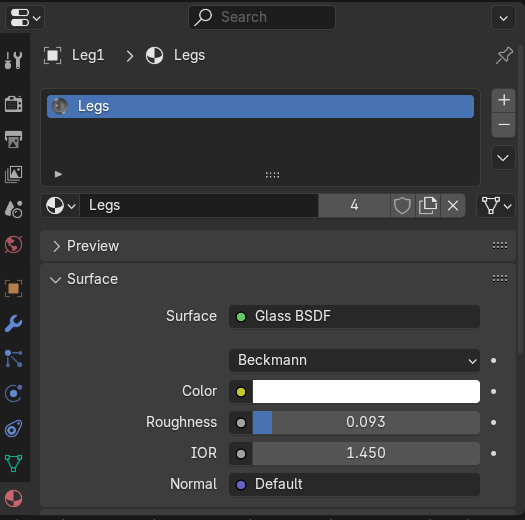 Search
Leg1 > Legs
Legs
Legs 4
Preview
Surface
Surface Glass BSDF
Beckmann
Color
Roughness 0.093
IOR 1.450
Normal Default